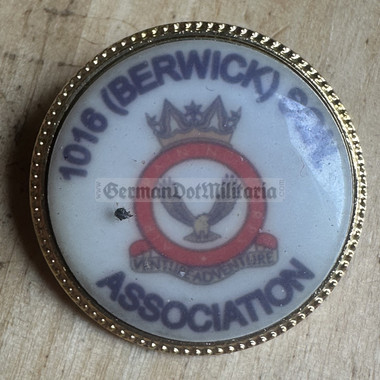 1016 (BERWICK)
GermanDotMilitaria
VENTURE ADVENTURE
ASSOCIATION